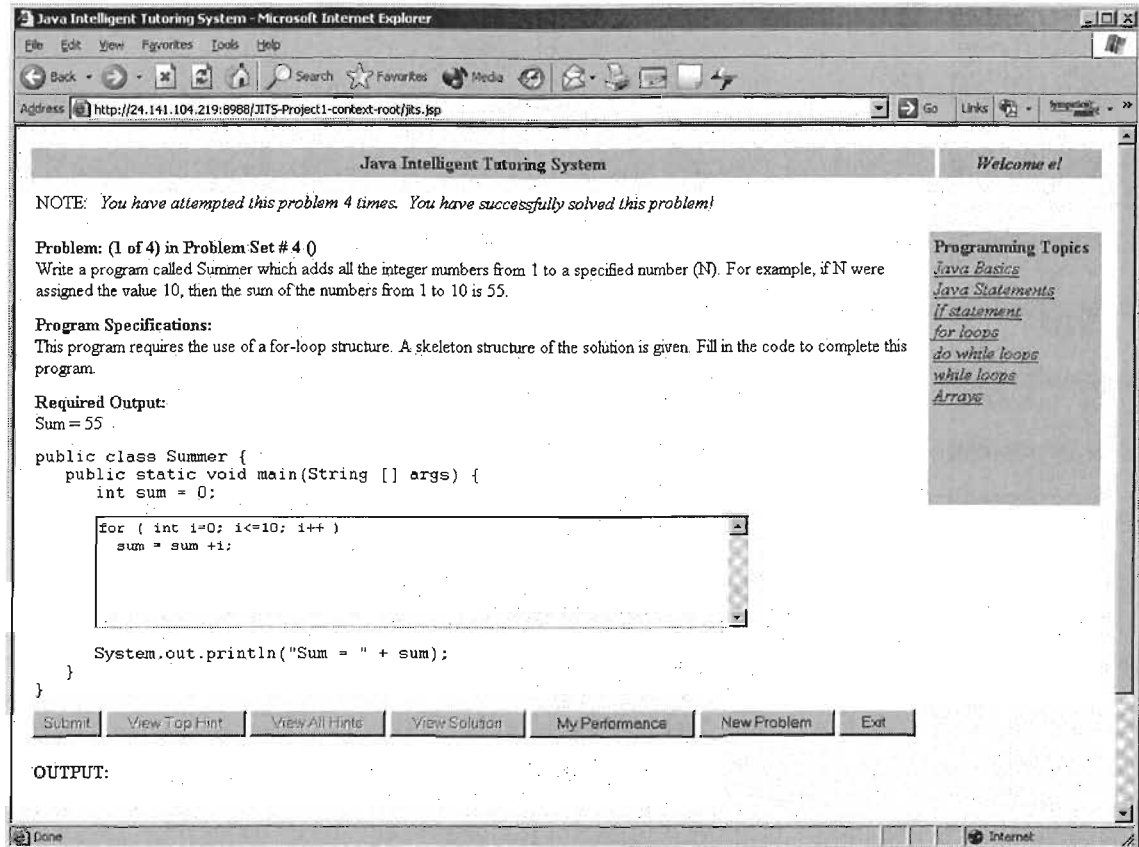 Java Intelligent Tutoring System - Microsoft Internet Explorer
File Edit View Favorites Tools Help
Back Search Favorites Media
Address http://24.141.104.219:8988/JITS-Project1-context-root/jits.jsp Go Links
Java Intelligent Tutoring System Welcome e!
NOTE: You have attempted this problem 4 times. You have successfully solved this problem!
Problem: (1 of 4) in Problem Set # 4 ()
Write a program called Summer which adds all the integer numbers from 1 to a specified number (N). For example, if N were
assigned the value 10, then the sum of the numbers from 1 to 10 is 55.
Program Specifications:
This program requires the use of a for-loop structure. A skeleton structure of the solution is given. Fill in the code to complete this
program.
Required Output:
Sum = 55
Programming Topics
Java Basics
Java Statements
If statement
for loops
do while loops
while loops
Arrays
public class Summer {
public static void main(String [] args) {
int sum = 0;
for ( int i=0; i<=10; i++ )
sum = sum +i;
System.out.println("Sum = " + sum);
}
}
Submit View Top Hint View All Hints View Solution My Performance New Problem Exit
OUTPUT:
Done Internet